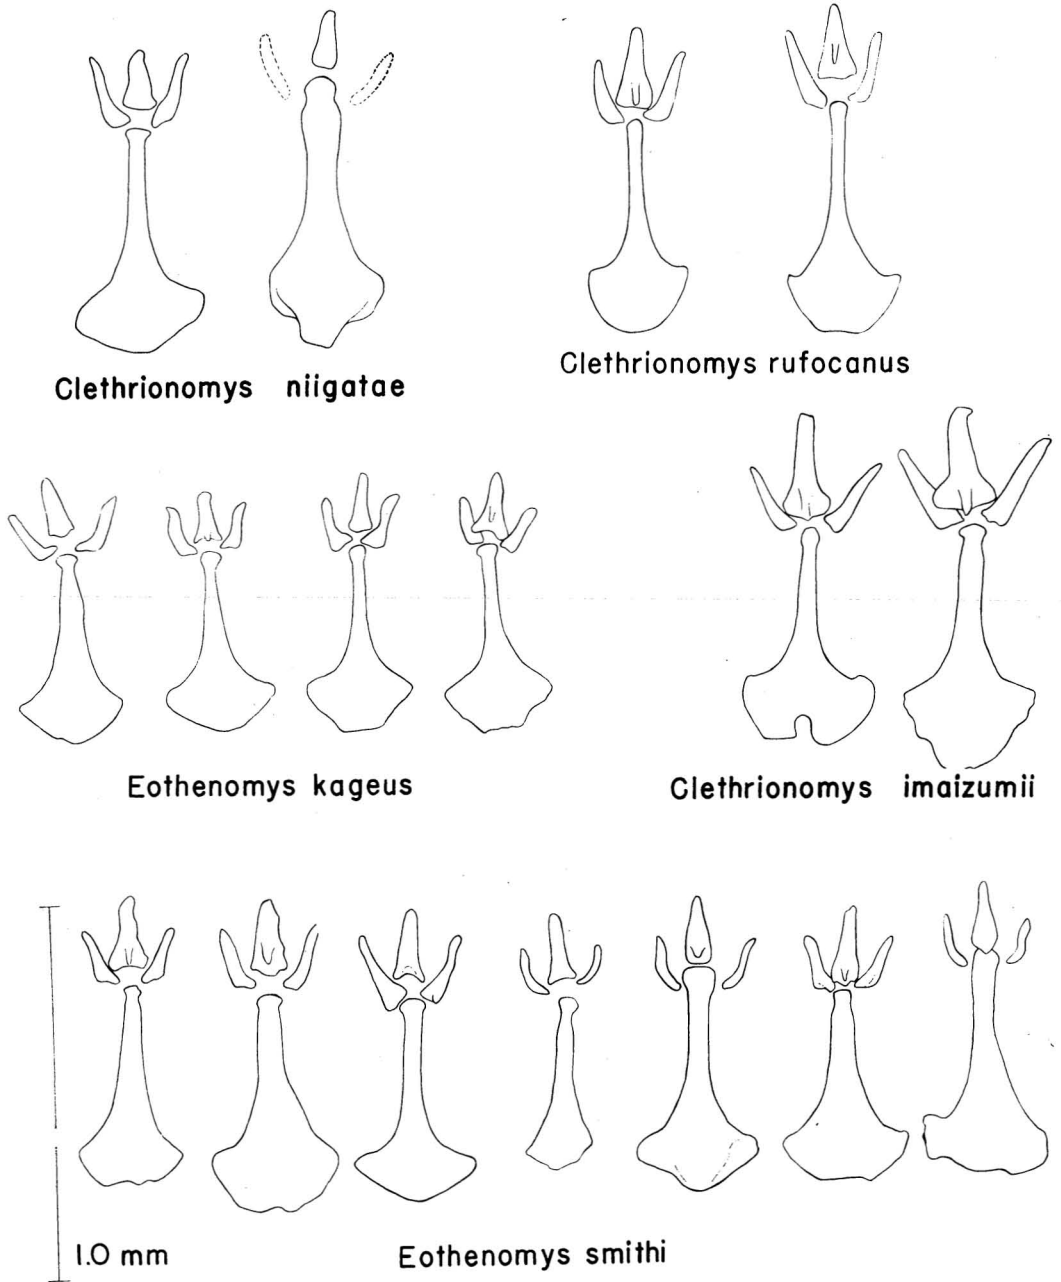 Clethrionomys niigatae
Clethrionomys rufocanus
Eothenomys kageus
Clethrionomys imaizumii
1.0 mm
Eothenomys smithi